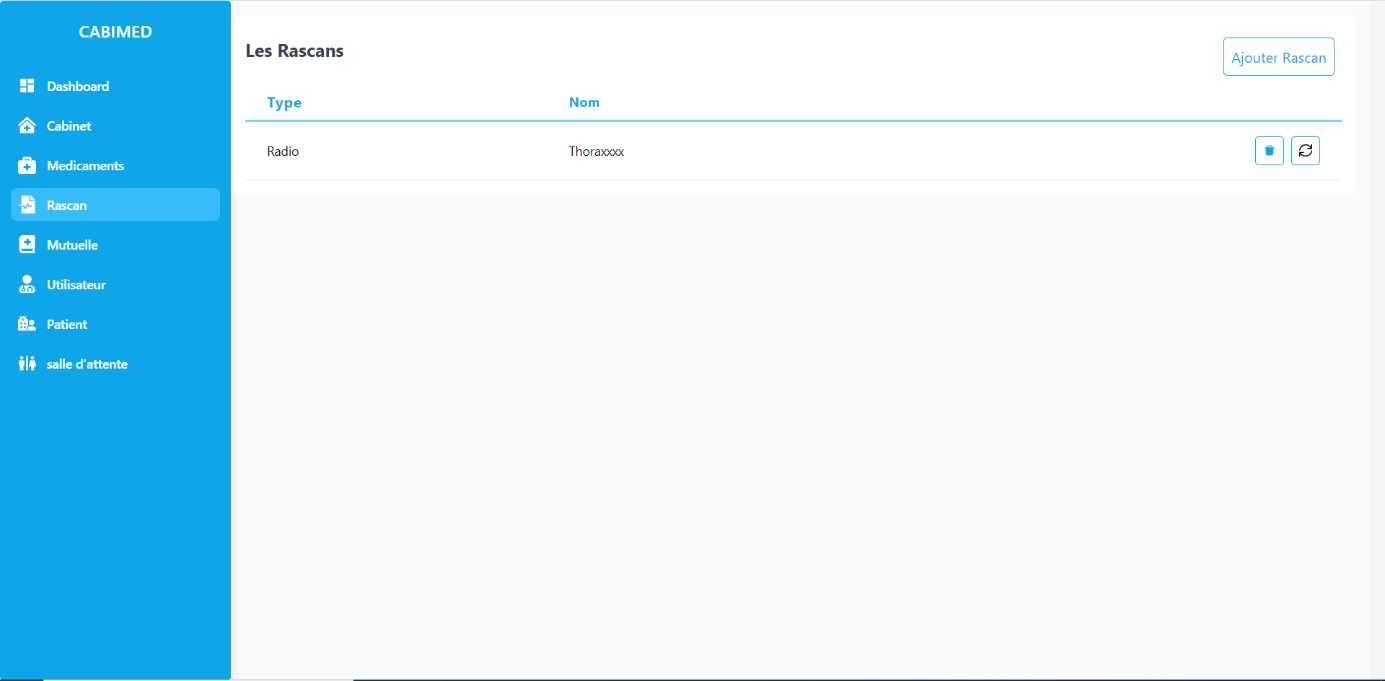 CABIMED
Dashboard
Cabinet
Medicaments
Rascan
Mutuelle
Utilisateur
Patient
salle d'attente
Les Rascans
Ajouter Rascan
Type Nom
Radio Thoraxxxx